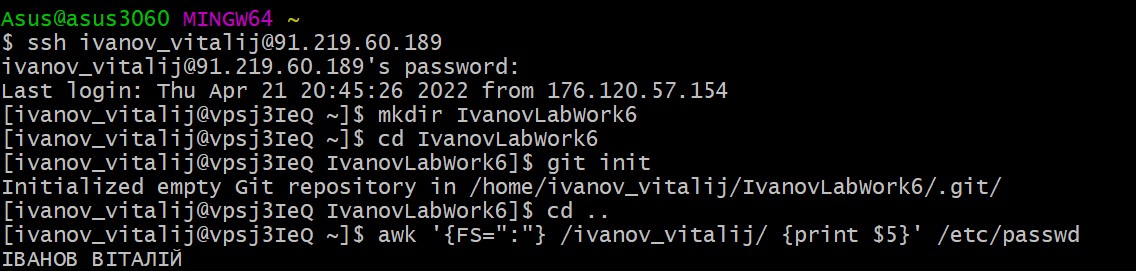 Asus@asus3060 MINGW64 ~
$ ssh ivanov_vitalij@91.219.60.189
ivanov_vitalij@91.219.60.189's password:
Last login: Thu Apr 21 20:45:26 2022 from 176.120.57.154
[ivanov_vitalij@vpsj3IeQ ~]$ mkdir IvanovLabWork6
[ivanov_vitalij@vpsj3IeQ ~]$ cd IvanovLabWork6
[ivanov_vitalij@vpsj3IeQ IvanovLabWork6]$ git init
Initialized empty Git repository in /home/ivanov_vitalij/IvanovLabWork6/.git/
[ivanov_vitalij@vpsj3IeQ IvanovLabWork6]$ cd ..
[ivanov_vitalij@vpsj3IeQ ~]$ awk '{FS=":"} /ivanov_vitalij/ {print $5}' /etc/passwd
ІВАНОВ ВІТАЛІЙ